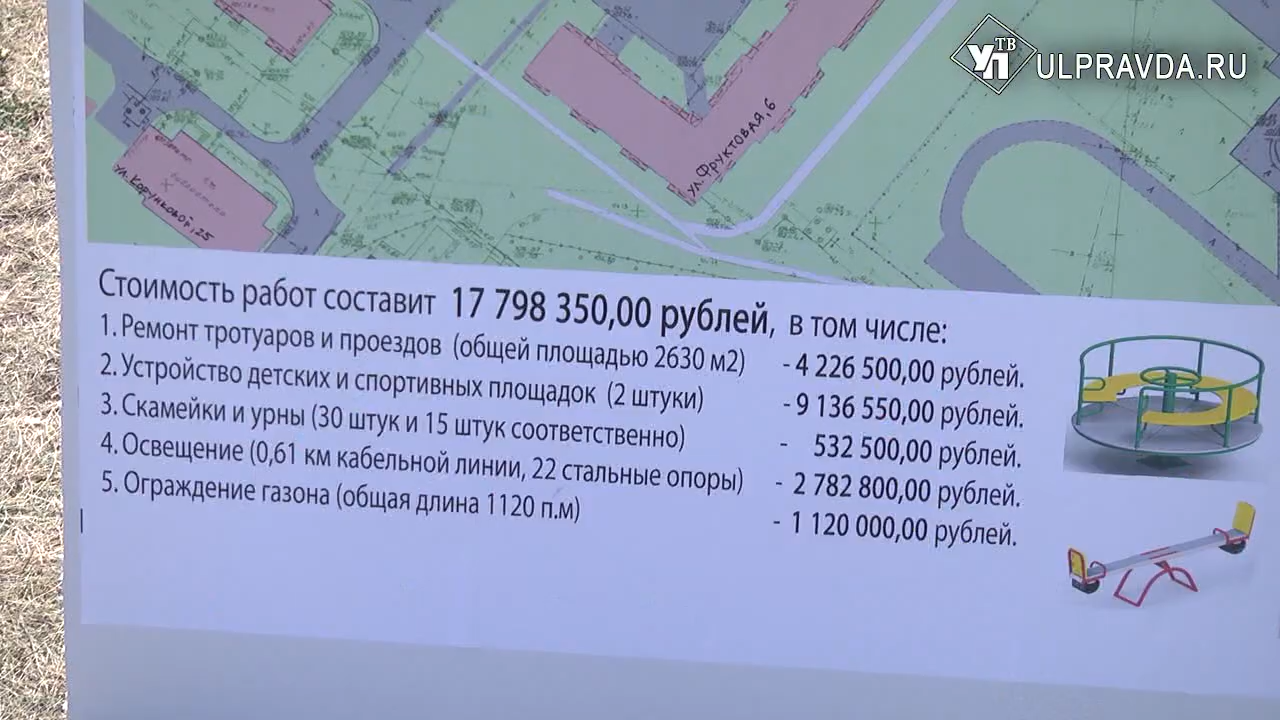 УП ТВ ULPRAVDA.RU
ул. Фруктовая, 6
Стоимость работ составит 17 798 350,00 рублей, в том числе:
1. Ремонт тротуаров и проездов (общей площадью 2630 м2) - 4 226 500,00 рублей.
2. Устройство детских и спортивных площадок (2 штуки) - 9 136 550,00 рублей.
3. Скамейки и урны (30 штук и 15 штук соответственно) - 532 500,00 рублей.
4. Освещение (0,61 км кабельной линии, 22 стальные опоры) - 2 782 800,00 рублей.
5. Ограждение газона (общая длина 1120 п.м) - 1 120 000,00 рублей.